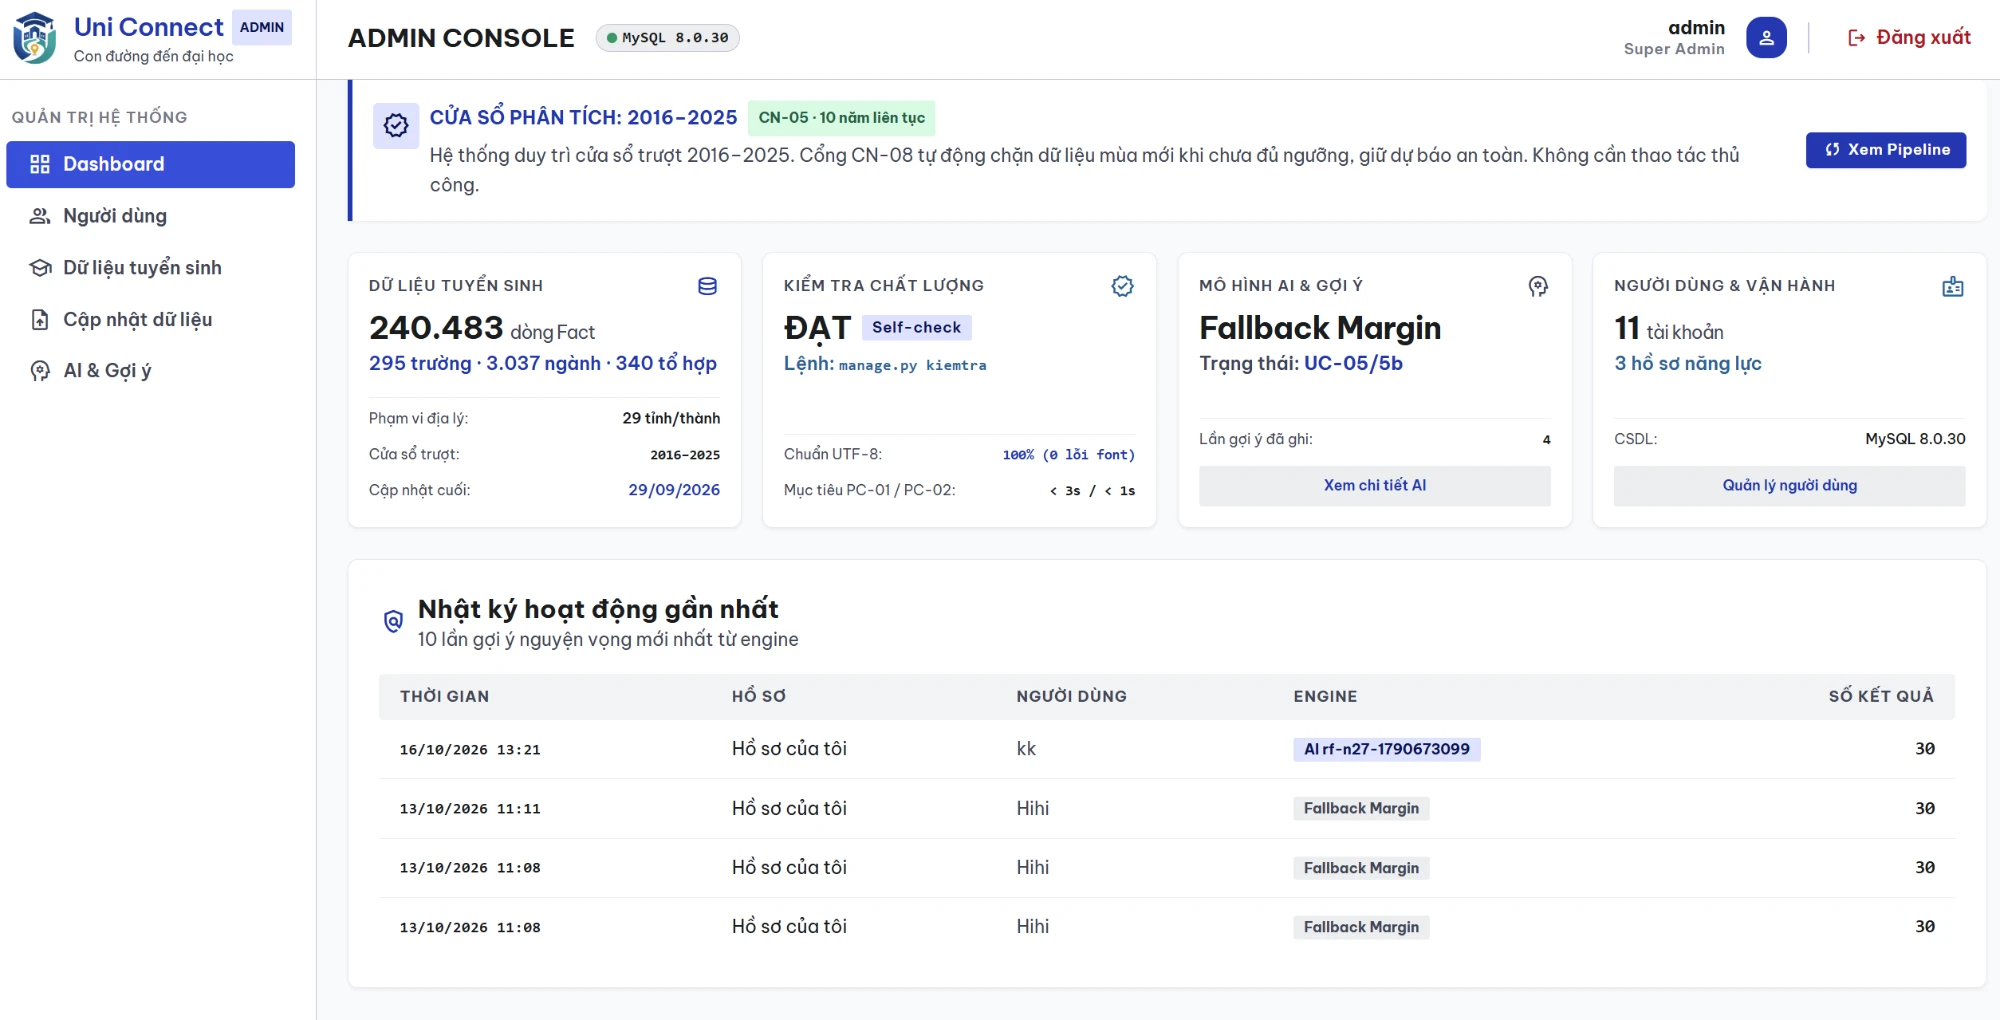 Uni Connect ADMIN
Con đường đến đại học
ADMIN CONSOLE
MySQL 8.0.30
admin
Super Admin
Đăng xuất
QUẢN TRỊ HỆ THỐNG
Dashboard
Người dùng
Dữ liệu tuyển sinh
Cập nhật dữ liệu
AI & Gợi ý
CỬA SỔ PHÂN TÍCH: 2016–2025
CN-05 · 10 năm liên tục
Hệ thống duy trì cửa sổ trượt 2016–2025. Cổng CN-08 tự động chặn dữ liệu mùa mới khi chưa đủ ngưỡng, giữ dự báo an toàn. Không cần thao tác thủ
công.
Xem Pipeline
DỮ LIỆU TUYỂN SINH
240.483 dòng Fact
295 trường · 3.037 ngành · 340 tổ hợp
Phạm vi địa lý: 29 tỉnh/thành
Cửa sổ trượt: 2016–2025
Cập nhật cuối: 29/09/2026
KIỂM TRA CHẤT LƯỢNG
ĐẠT Self-check
Lệnh: manage.py kiemtra
Chuẩn UTF-8: 100% (0 lỗi font)
Mục tiêu PC-01 / PC-02: < 3s / < 1s
MÔ HÌNH AI & GỢI Ý
Fallback Margin
Trạng thái: UC-05/5b
Lần gợi ý đã ghi: 4
Xem chi tiết AI
NGƯỜI DÙNG & VẬN HÀNH
11 tài khoản
3 hồ sơ năng lực
CSDL: MySQL 8.0.30
Quản lý người dùng
Nhật ký hoạt động gần nhất
10 lần gợi ý nguyện vọng mới nhất từ engine
THỜI GIAN HỒ SƠ NGƯỜI DÙNG ENGINE SỐ KẾT QUẢ
16/10/2026 13:21 Hồ sơ của tôi kk AI rf-n27-1790673099 30
13/10/2026 11:11 Hồ sơ của tôi Hihi Fallback Margin 30
13/10/2026 11:08 Hồ sơ của tôi Hihi Fallback Margin 30
13/10/2026 11:08 Hồ sơ của tôi Hihi Fallback Margin 30